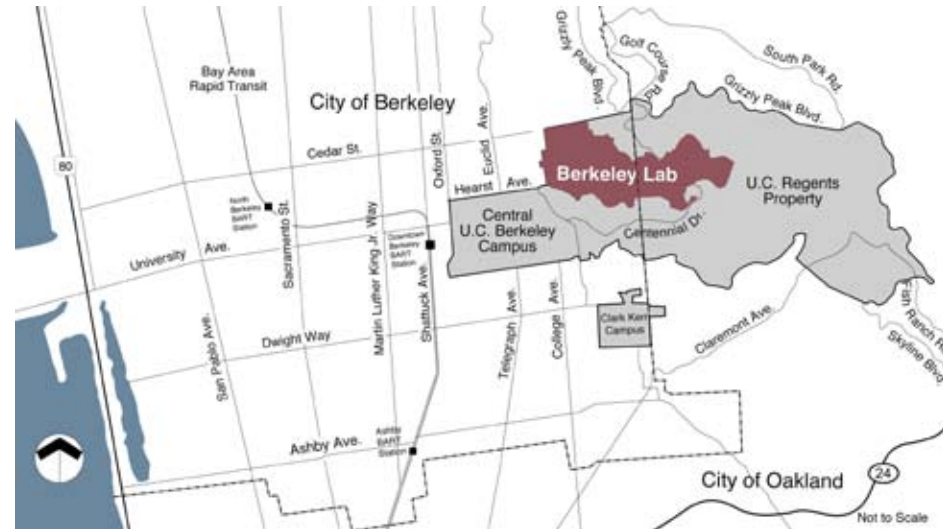 Bay Area
Rapid Transit
City of Berkeley
Grizzly Peak Blvd.
Golf Course Rd.
South Park Rd.
Grizzly Peak Blvd.
Euclid Ave.
Oxford St.
Cedar St.
80
Hearst Ave.
Berkeley Lab
U.C. Regents
Property
North
Berkeley
BART
Station
Sacramento St.
Martin Luther King Jr. Way
Downtown
Berkeley
BART
Station
Central
U.C. Berkeley
Campus
Centennial Dr.
University Ave.
Shattuck Ave.
San Pablo Ave.
Dwight Way
Telegraph Ave.
College Ave.
Clark Kerr
Campus
Claremont Ave.
Fish Ranch
Skyline Blvd.
Ashby Ave.
Ashby
BART
Station
City of Oakland
24
Not to Scale